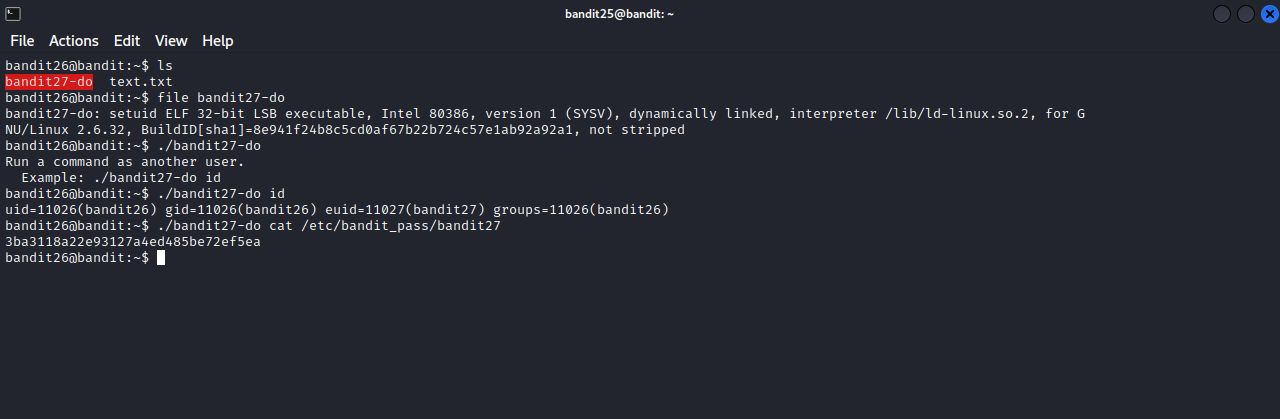 bandit25@bandit: ~
File Actions Edit View Help
bandit26@bandit:~$ ls
bandit27-do  text.txt
bandit26@bandit:~$ file bandit27-do
bandit27-do: setuid ELF 32-bit LSB executable, Intel 80386, version 1 (SYSV), dynamically linked, interpreter /lib/ld-linux.so.2, for G
NU/Linux 2.6.32, BuildID[sha1]=8e941f24b8c5cd0af67b22b724c57e1ab92a92a1, not stripped
bandit26@bandit:~$ ./bandit27-do
Run a command as another user.
  Example: ./bandit27-do id
bandit26@bandit:~$ ./bandit27-do id
uid=11026(bandit26) gid=11026(bandit26) euid=11027(bandit27) groups=11026(bandit26)
bandit26@bandit:~$ ./bandit27-do cat /etc/bandit_pass/bandit27
3ba3118a22e93127a4ed485be72ef5ea
bandit26@bandit:~$